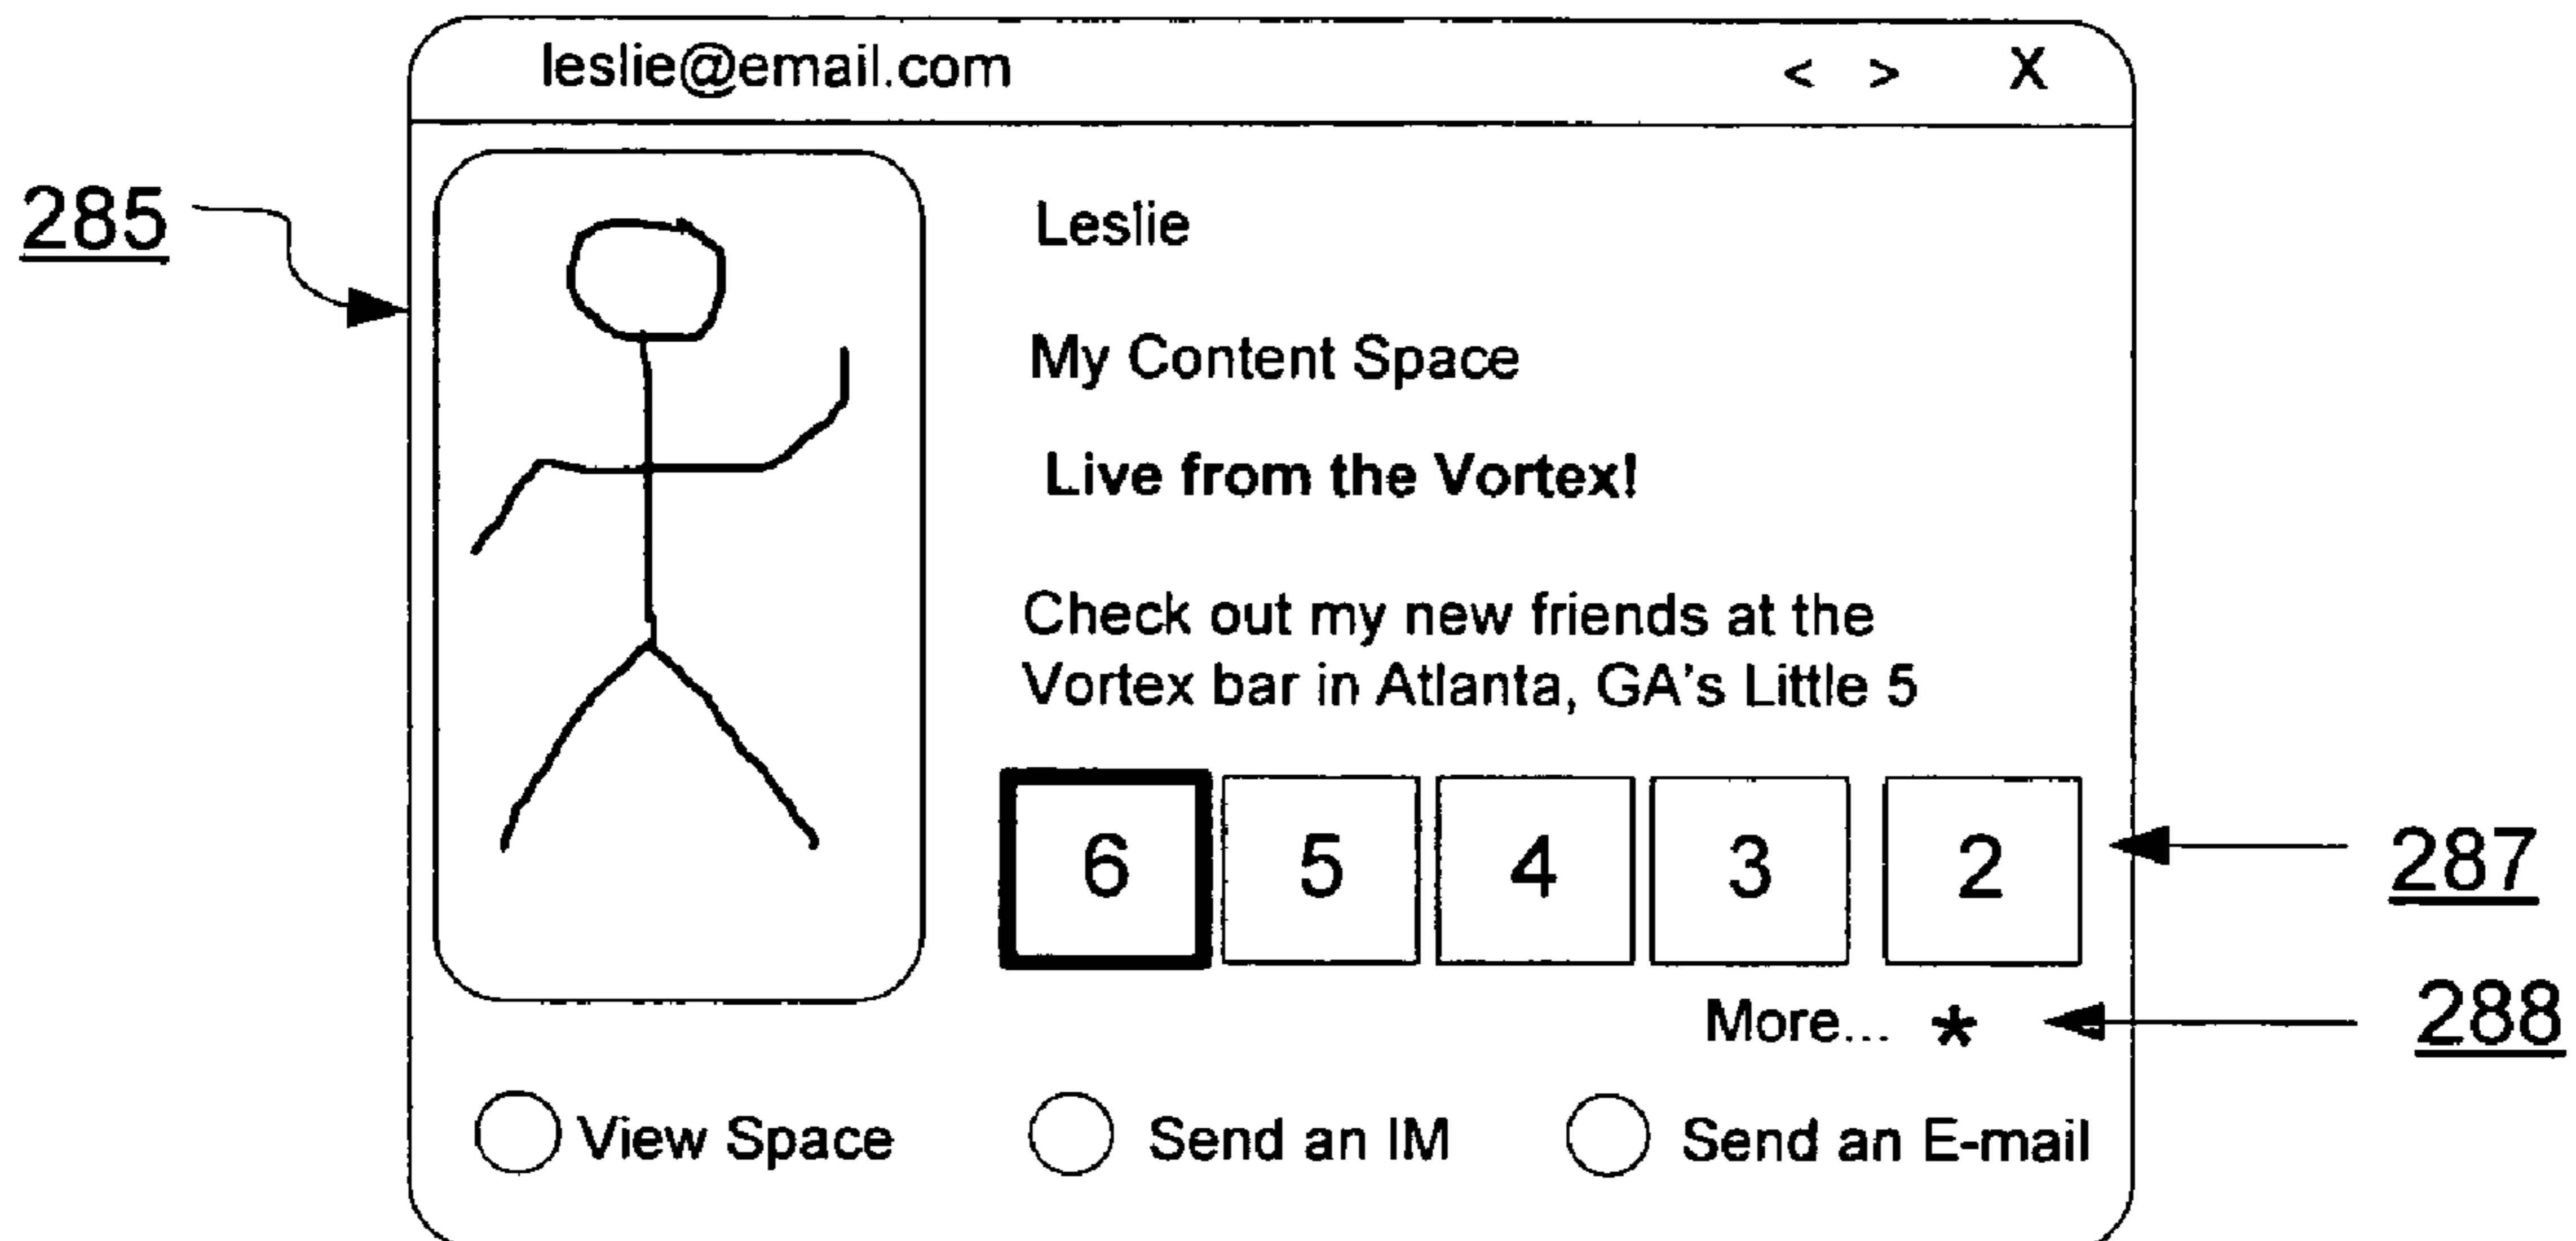 leslie@email.com < > X
285
Leslie
My Content Space
Live from the Vortex!
Check out my new friends at the
Vortex bar in Atlanta, GA's Little 5
6 5 4 3 2
287
More... *
288
View Space Send an IM Send an E-mail